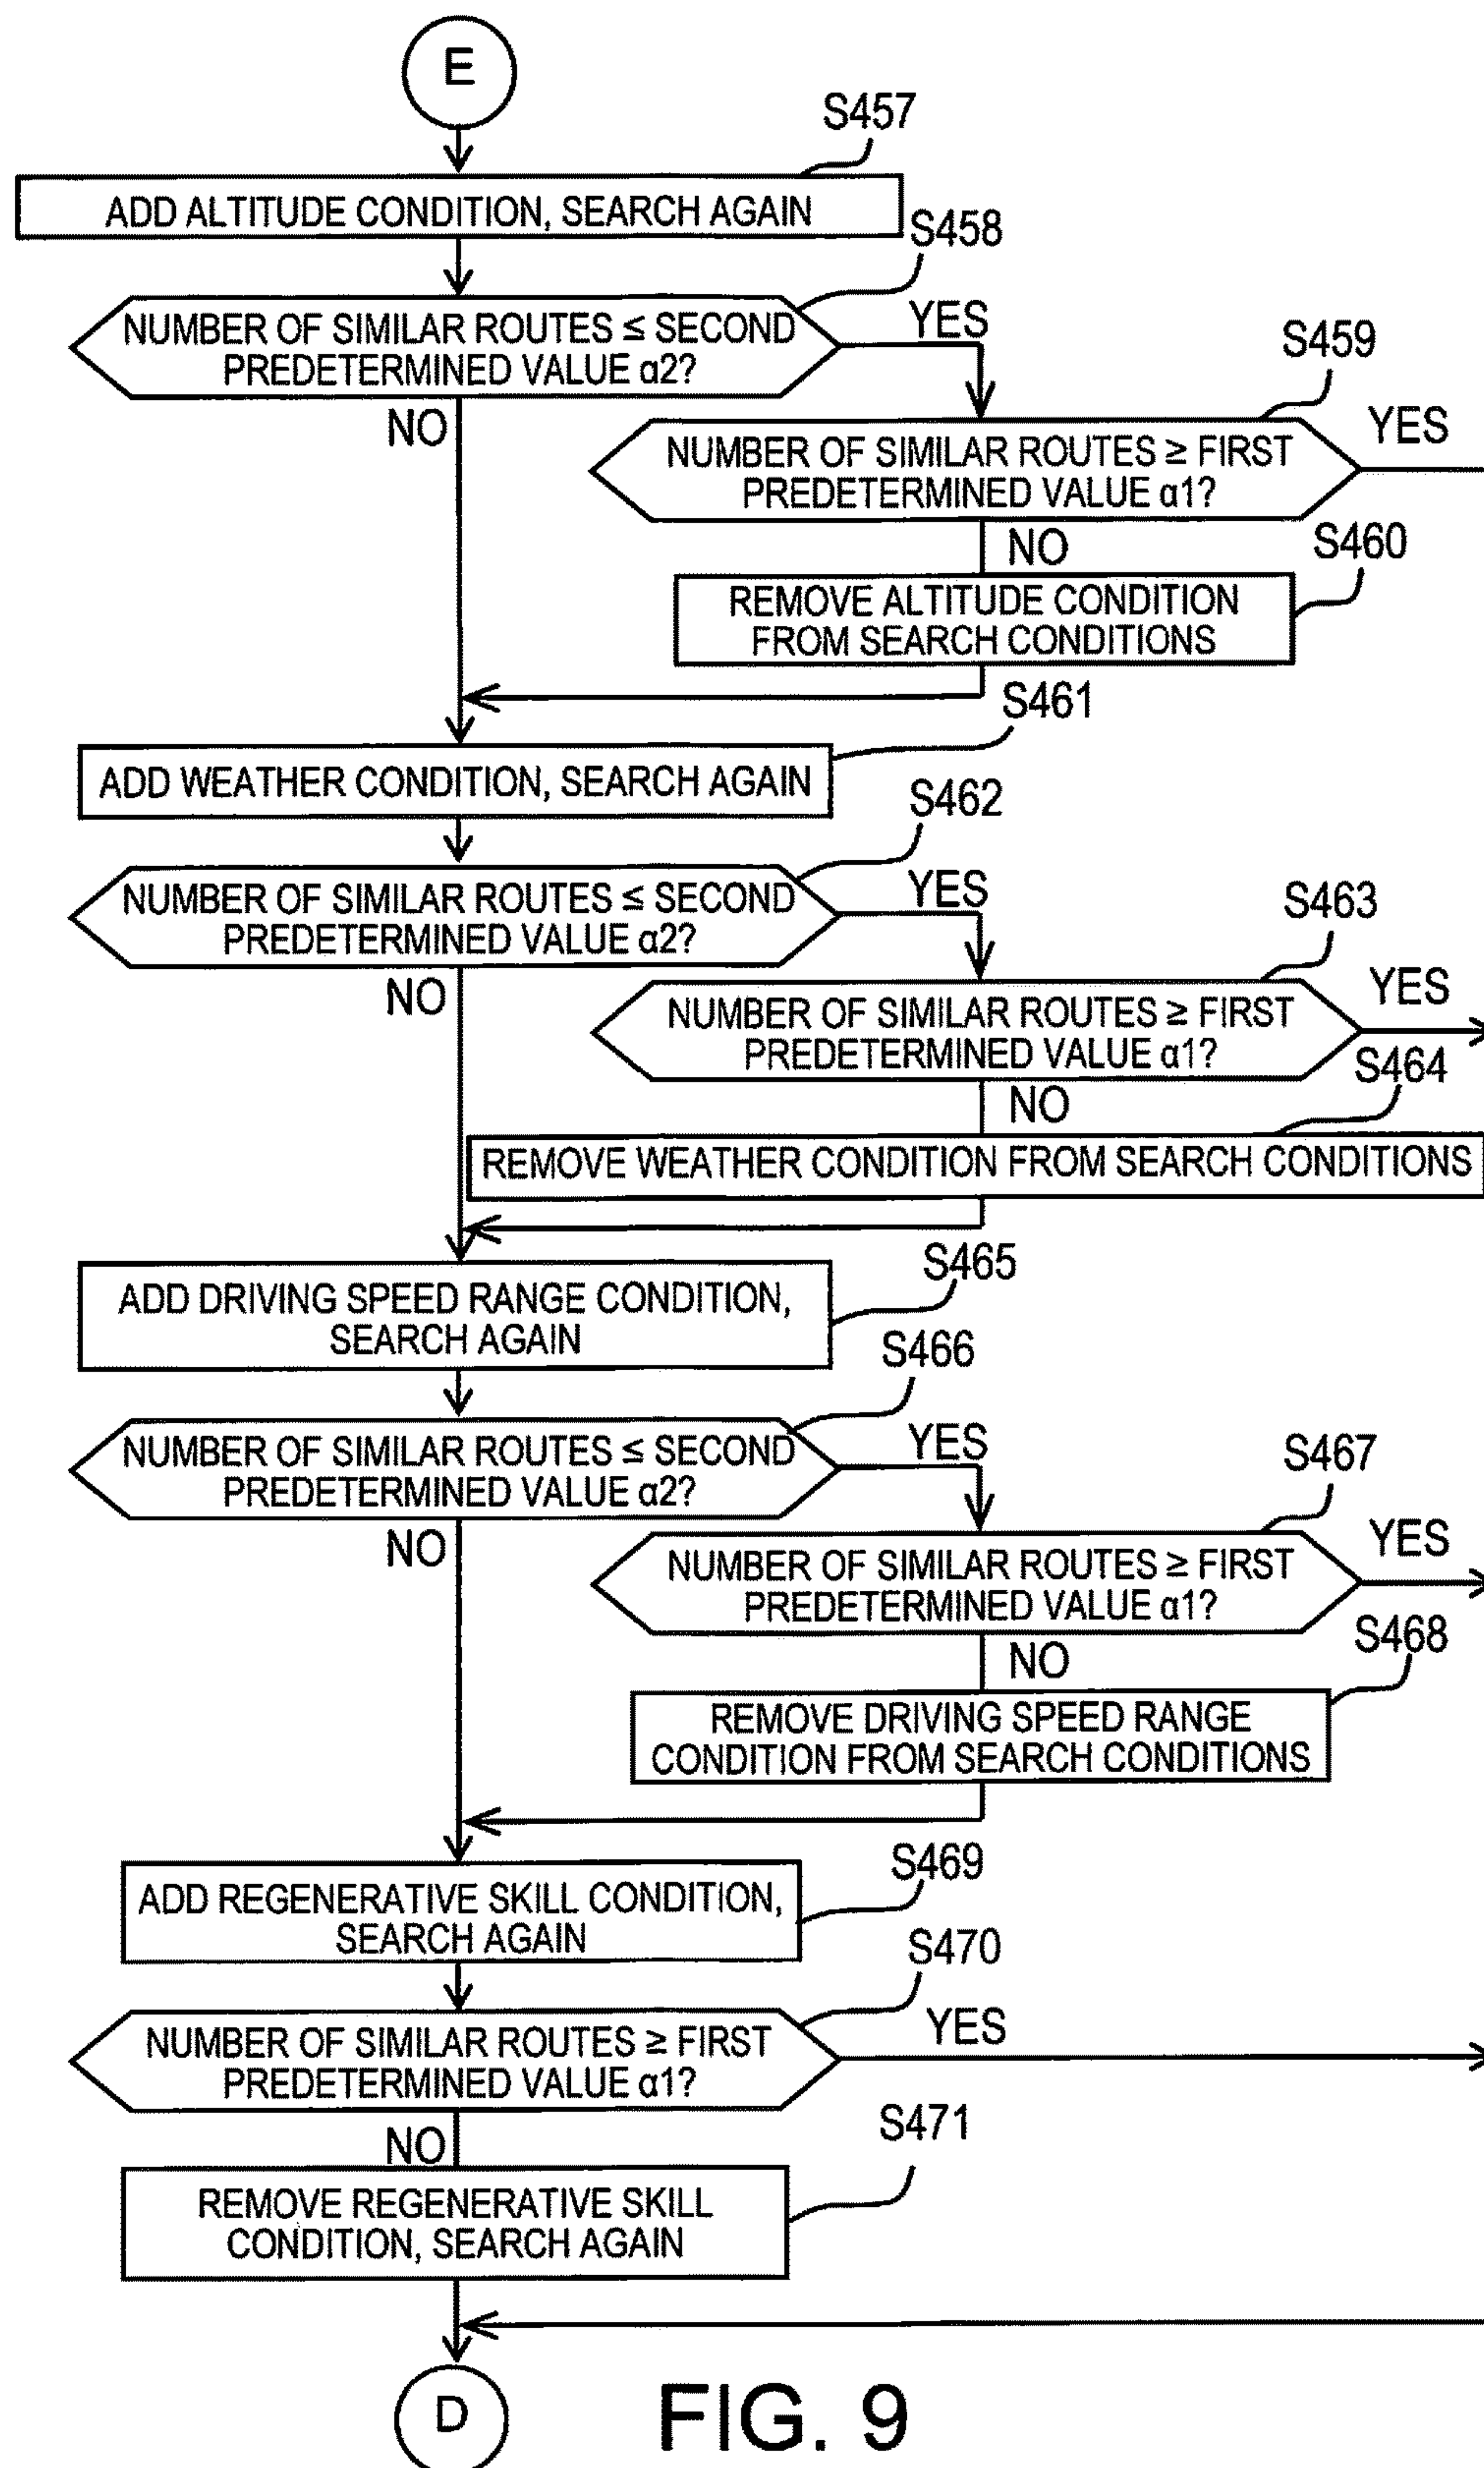 E
S457
ADD ALTITUDE CONDITION, SEARCH AGAIN
S458
NUMBER OF SIMILAR ROUTES ≤ SECOND
PREDETERMINED VALUE α2?
YES
NO
S459
NUMBER OF SIMILAR ROUTES ≥ FIRST
PREDETERMINED VALUE α1?
YES
NO
S460
REMOVE ALTITUDE CONDITION
FROM SEARCH CONDITIONS
S461
ADD WEATHER CONDITION, SEARCH AGAIN
S462
NUMBER OF SIMILAR ROUTES ≤ SECOND
PREDETERMINED VALUE α2?
YES
NO
S463
NUMBER OF SIMILAR ROUTES ≥ FIRST
PREDETERMINED VALUE α1?
YES
NO
S464
REMOVE WEATHER CONDITION FROM SEARCH CONDITIONS
S465
ADD DRIVING SPEED RANGE CONDITION,
SEARCH AGAIN
S466
NUMBER OF SIMILAR ROUTES ≤ SECOND
PREDETERMINED VALUE α2?
YES
NO
S467
NUMBER OF SIMILAR ROUTES ≥ FIRST
PREDETERMINED VALUE α1?
YES
NO
S468
REMOVE DRIVING SPEED RANGE
CONDITION FROM SEARCH CONDITIONS
S469
ADD REGENERATIVE SKILL CONDITION,
SEARCH AGAIN
S470
NUMBER OF SIMILAR ROUTES ≥ FIRST
PREDETERMINED VALUE α1?
YES
NO
S471
REMOVE REGENERATIVE SKILL
CONDITION, SEARCH AGAIN
D
FIG. 9